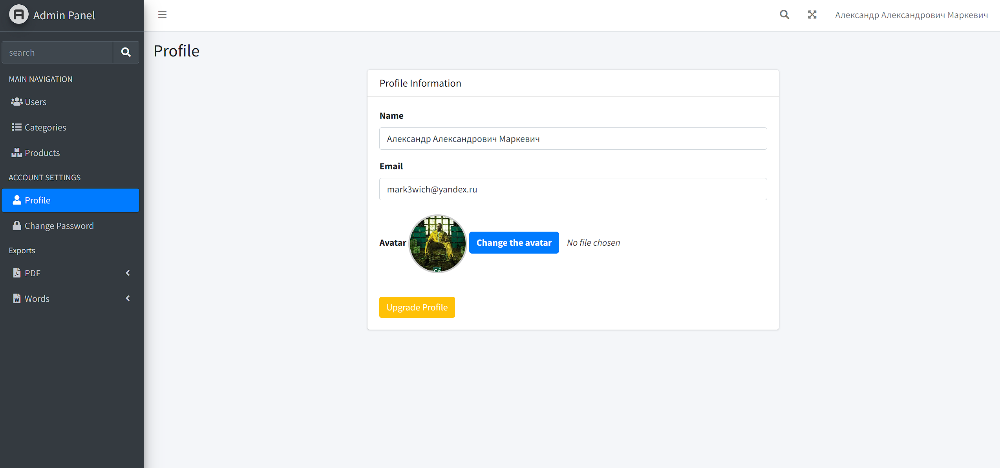 Admin Panel
Александр Александрович Маркевич
search
Profile
MAIN NAVIGATION
Profile Information
Users
Name
Categories
Александр Александрович Маркевич
Products
Email
ACCOUNT SETTINGS
mark3wich@yandex.ru
Profile
Change Password
Avatar Change the avatar No file chosen
Exports
PDF
Words
Upgrade Profile